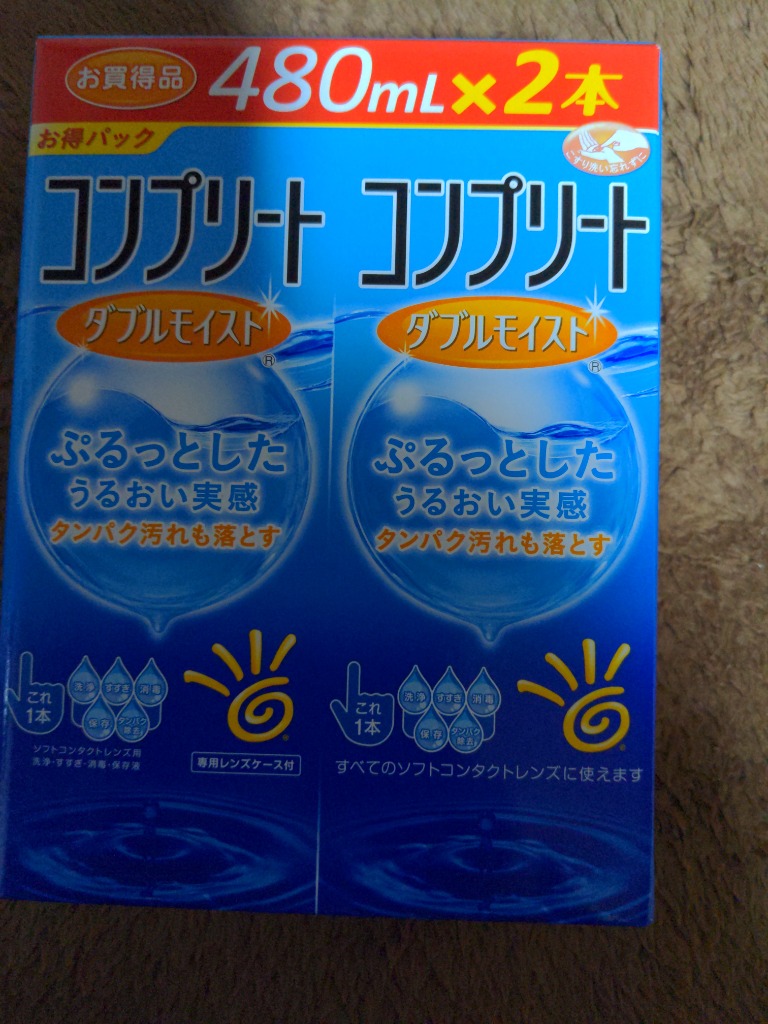 お買得品 480mL×2本
お得パック
こすり洗い忘れずに
コンプリート
ダブルモイスト
®
ぷるっとした
うるおい実感
タンパク汚れも落とす
これ
1本
洗浄 すすぎ 消毒
保存 タンパク除去
ソフトコンタクトレンズ用
洗浄・すすぎ・消毒・保存液
専用レンズケース付
コンプリート
ダブルモイスト
®
ぷるっとした
うるおい実感
タンパク汚れも落とす
これ
1本
洗浄 すすぎ 消毒
保存 タンパク除去
すべてのソフトコンタクトレンズに使えます